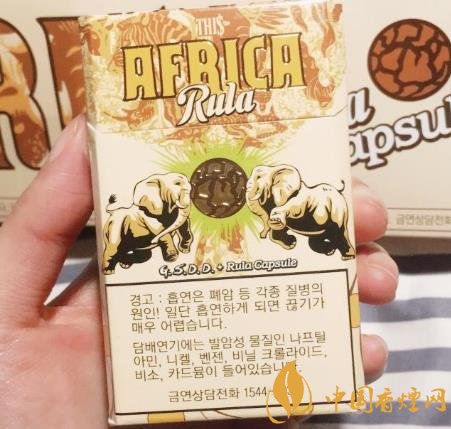 THI$
AFRICA
Rula
G.S.D.D. + Rula Capsule
경고 : 흡연은 폐암 등 각종 질병의
원인! 일단 흡연하게 되면 끊기가
매우 어렵습니다.
담배연기에는 발암성 물질인 나프틸
아민, 니켈, 벤젠, 비닐 크롤라이드,
비소, 카드뮴이 들어있습니다.
금연상담전화 1544
apsul
금연상담전화
中国香烟网